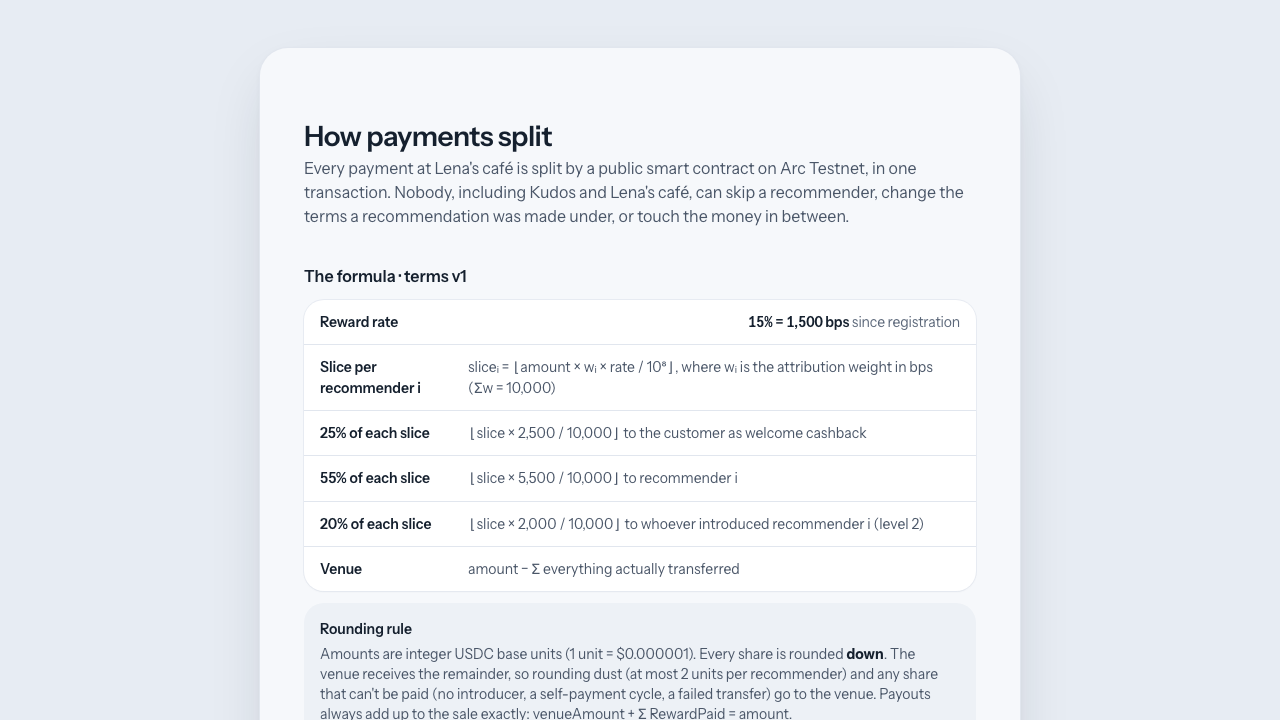 How payments split
Every payment at Lena's café is split by a public smart contract on Arc Testnet, in one
transaction. Nobody, including Kudos and Lena's café, can skip a recommender, change the
terms a recommendation was made under, or touch the money in between.
The formula · terms v1
Reward rate 15% = 1,500 bps since registration
Slice per
recommender i
sliceᵢ = ⌊amount × wᵢ × rate / 10⁸⌋, where wᵢ is the attribution weight in bps
(Σw = 10,000)
25% of each slice ⌊slice × 2,500 / 10,000⌋ to the customer as welcome cashback
55% of each slice ⌊slice × 5,500 / 10,000⌋ to recommender i
20% of each slice ⌊slice × 2,000 / 10,000⌋ to whoever introduced recommender i (level 2)
Venue amount − Σ everything actually transferred
Rounding rule
Amounts are integer USDC base units (1 unit = $0.000001). Every share is rounded down. The
venue receives the remainder, so rounding dust (at most 2 units per recommender) and any share
that can't be paid (no introducer, a self-payment cycle, a failed transfer) go to the venue. Payouts
always add up to the sale exactly: venueAmount + Σ RewardPaid = amount.